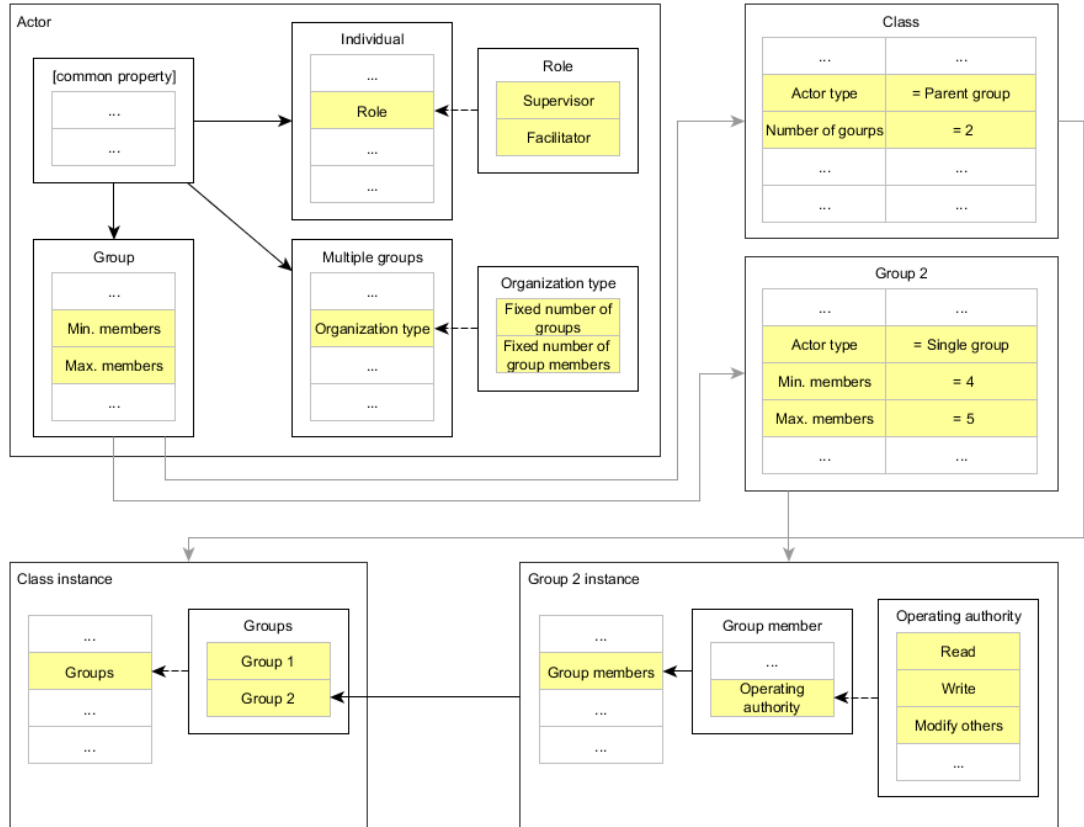 Actor
[common property]
...
...
Individual
...
Role
...
...
Role
Supervisor
Facilitator
Group
...
Min. members
Max. members
...
Multiple groups
...
Organization type
...
...
Organization type
Fixed number of
groups
Fixed number of
group members
Class
... ...
Actor type = Parent group
Number of gourps = 2
... ...
... ...
Group 2
... ...
Actor type = Single group
Min. members = 4
Max. members = 5
... ...
Class instance
...
Groups
...
...
Groups
Group 1
Group 2
Group 2 instance
...
Group members
...
...
Group member
...
Operating
authority
Operating authority
Read
Write
Modify others
...